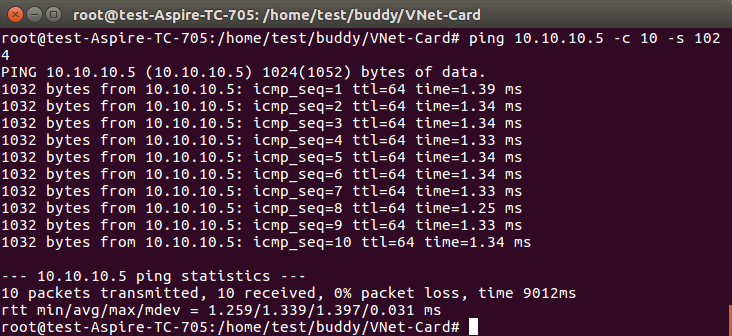 root@test-Aspire-TC-705: /home/test/buddy/VNet-Card
root@test-Aspire-TC-705:/home/test/buddy/VNet-Card# ping 10.10.10.5 -c 10 -s 102
4
PING 10.10.10.5 (10.10.10.5) 1024(1052) bytes of data.
1032 bytes from 10.10.10.5: icmp_seq=1 ttl=64 time=1.39 ms
1032 bytes from 10.10.10.5: icmp_seq=2 ttl=64 time=1.34 ms
1032 bytes from 10.10.10.5: icmp_seq=3 ttl=64 time=1.34 ms
1032 bytes from 10.10.10.5: icmp_seq=4 ttl=64 time=1.33 ms
1032 bytes from 10.10.10.5: icmp_seq=5 ttl=64 time=1.34 ms
1032 bytes from 10.10.10.5: icmp_seq=6 ttl=64 time=1.34 ms
1032 bytes from 10.10.10.5: icmp_seq=7 ttl=64 time=1.33 ms
1032 bytes from 10.10.10.5: icmp_seq=8 ttl=64 time=1.25 ms
1032 bytes from 10.10.10.5: icmp_seq=9 ttl=64 time=1.33 ms
1032 bytes from 10.10.10.5: icmp_seq=10 ttl=64 time=1.34 ms
--- 10.10.10.5 ping statistics ---
10 packets transmitted, 10 received, 0% packet loss, time 9012ms
rtt min/avg/max/mdev = 1.259/1.339/1.397/0.031 ms
root@test-Aspire-TC-705:/home/test/buddy/VNet-Card#